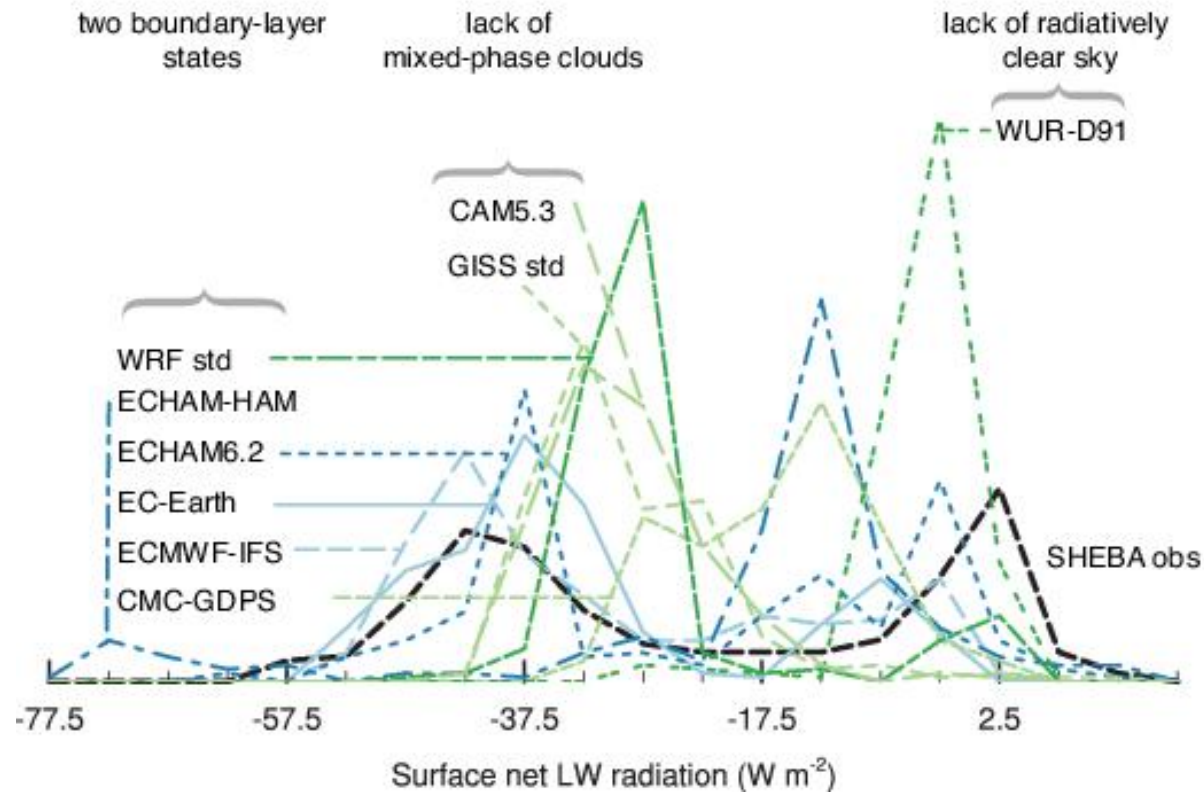 two boundary-layer
states
lack of
mixed-phase clouds
lack of radiatively
clear sky
WUR-D91
CAM5.3
GISS std
WRF std
ECHAM-HAM
ECHAM6.2
EC-Earth
ECMWF-IFS
CMC-GDPS
SHEBA obs
-77.5 -57.5 -37.5 -17.5 2.5
Surface net LW radiation (W m⁻²)